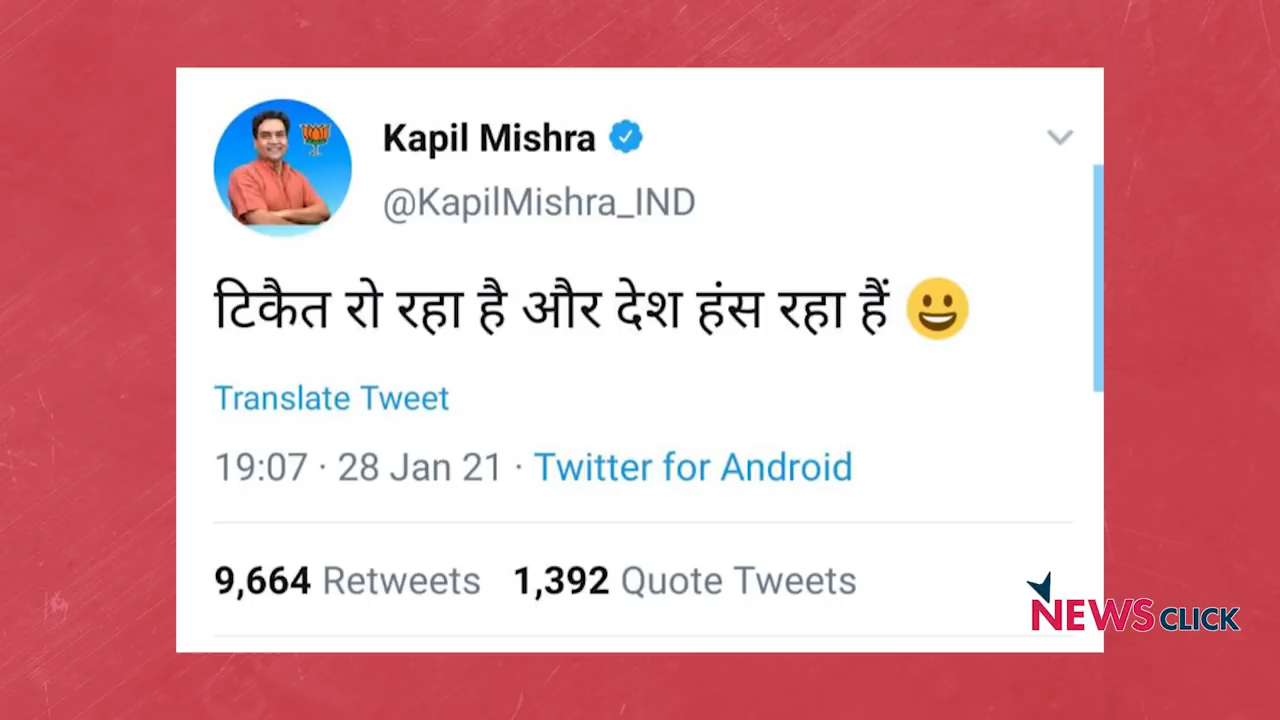 Kapil Mishra
@KapilMishra_IND
टिकैत रो रहा है और देश हंस रहा हैं 😀
Translate Tweet
19:07 · 28 Jan 21 · Twitter for Android
9,664 Retweets 1,392 Quote Tweets
NEWSCLICK